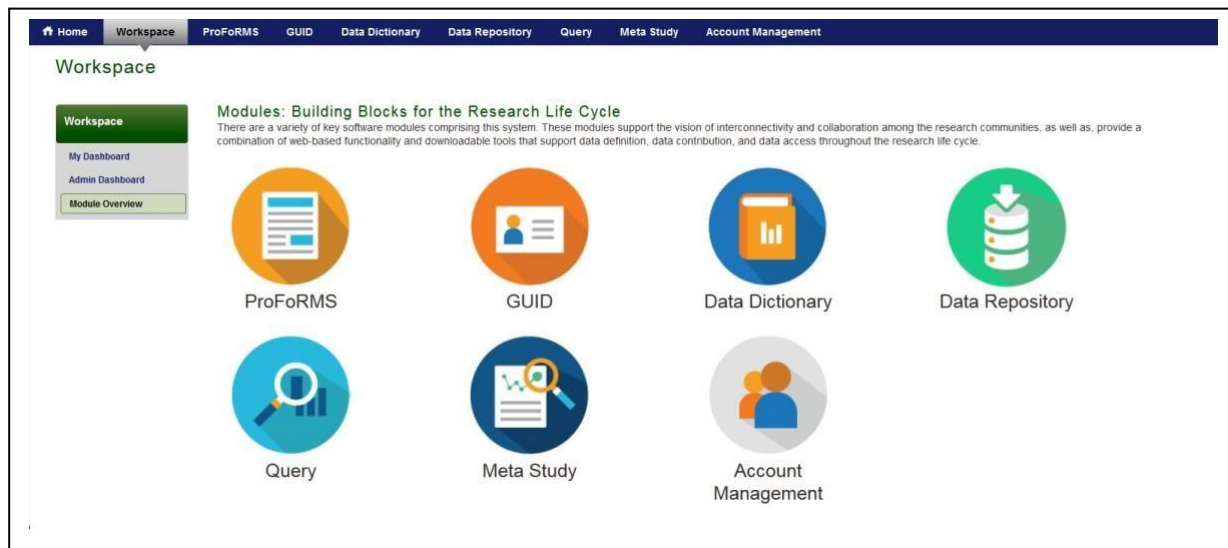 Home Workspace ProFoRMS GUID Data Dictionary Data Repository Query Meta Study Account Management
Workspace
Workspace
My Dashboard
Admin Dashboard
Module Overview
Modules: Building Blocks for the Research Life Cycle
There are a variety of key software modules comprising this system. These modules support the vision of interconnectivity and collaboration among the research communities, as well as, provide a
combination of web-based functionality and downloadable tools that support data definition, data contribution, and data access throughout the research life cycle.
ProFoRMS GUID Data Dictionary Data Repository
Query Meta Study Account
Management